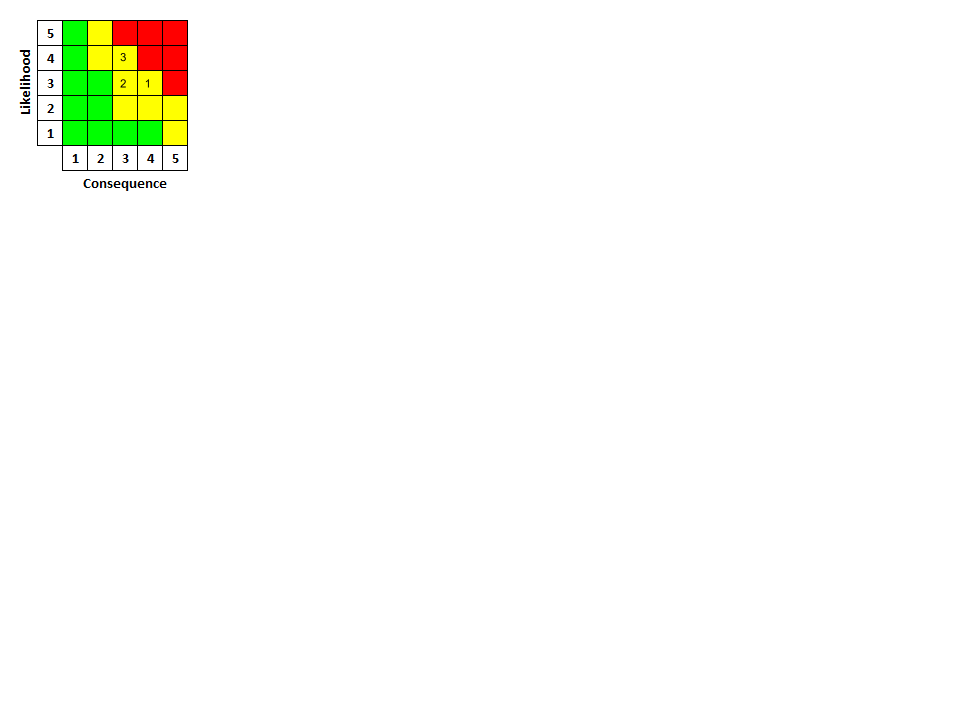 5
4 3
3 2 1
2
1
1 2 3 4 5
Consequence
Likelihood